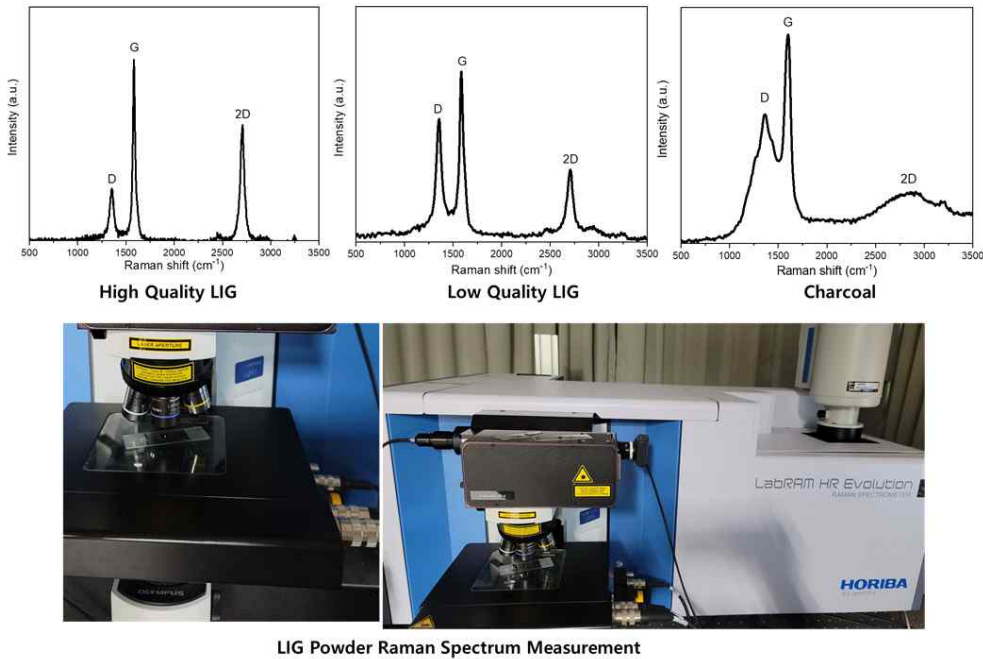 G
D
2D
Intensity (a.u.)
500 1000 1500 2000 2500 3000 3500
Raman shift (cm⁻¹)
High Quality LIG
G
D
2D
Intensity (a.u.)
500 1000 1500 2000 2500 3000 3500
Raman shift (cm⁻¹)
Low Quality LIG
G
D
2D
Intensity (a.u.)
500 1000 1500 2000 2500 3000 3500
Raman shift (cm⁻¹)
Charcoal
LASER APERTURE
OLYMPUS
LabRAM HR Evolution
RAMAN SPECTROMETER
HORIBA
Scientific
LIG Powder Raman Spectrum Measurement